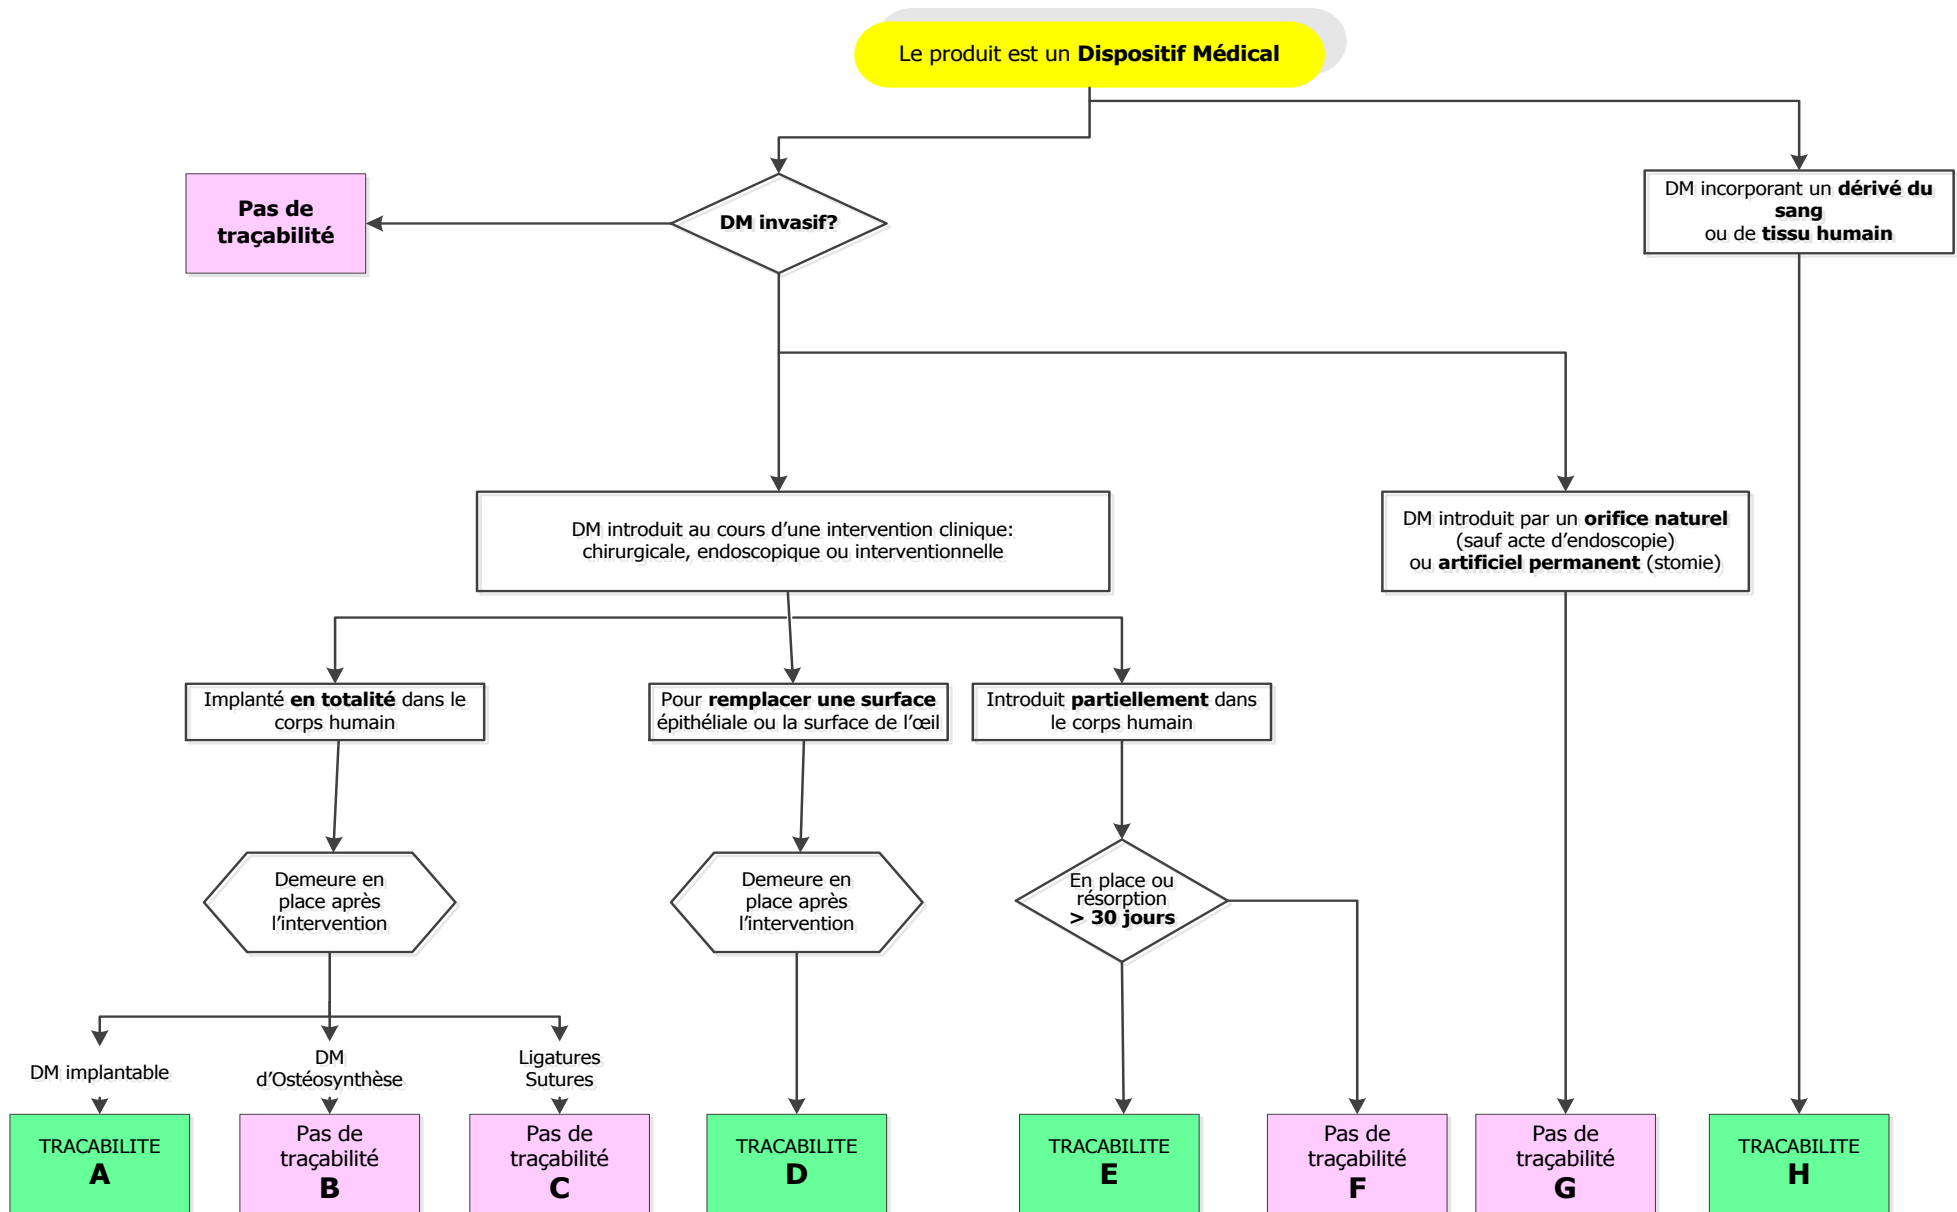 Le produit est un Dispositif Médical
Pas de
traçabilité
DM invasif?
DM incorporant un dérivé du
sang
ou de tissu humain
DM introduit au cours d’une intervention clinique:
chirurgicale, endoscopique ou interventionnelle
DM introduit par un orifice naturel
(sauf acte d’endoscopie)
ou artificiel permanent (stomie)
Implanté en totalité dans le
corps humain
Pour remplacer une surface
épithéliale ou la surface de l’œil
Introduit partiellement dans
le corps humain
Demeure en
place après
l’intervention
Demeure en
place après
l’intervention
En place ou
résorption
> 30 jours
DM implantable
DM
d’Ostéosynthèse
Ligatures
Sutures
TRACABILITE
A
Pas de
traçabilité
B
Pas de
traçabilité
C
TRACABILITE
D
TRACABILITE
E
Pas de
traçabilité
F
Pas de
traçabilité
G
TRACABILITE
H